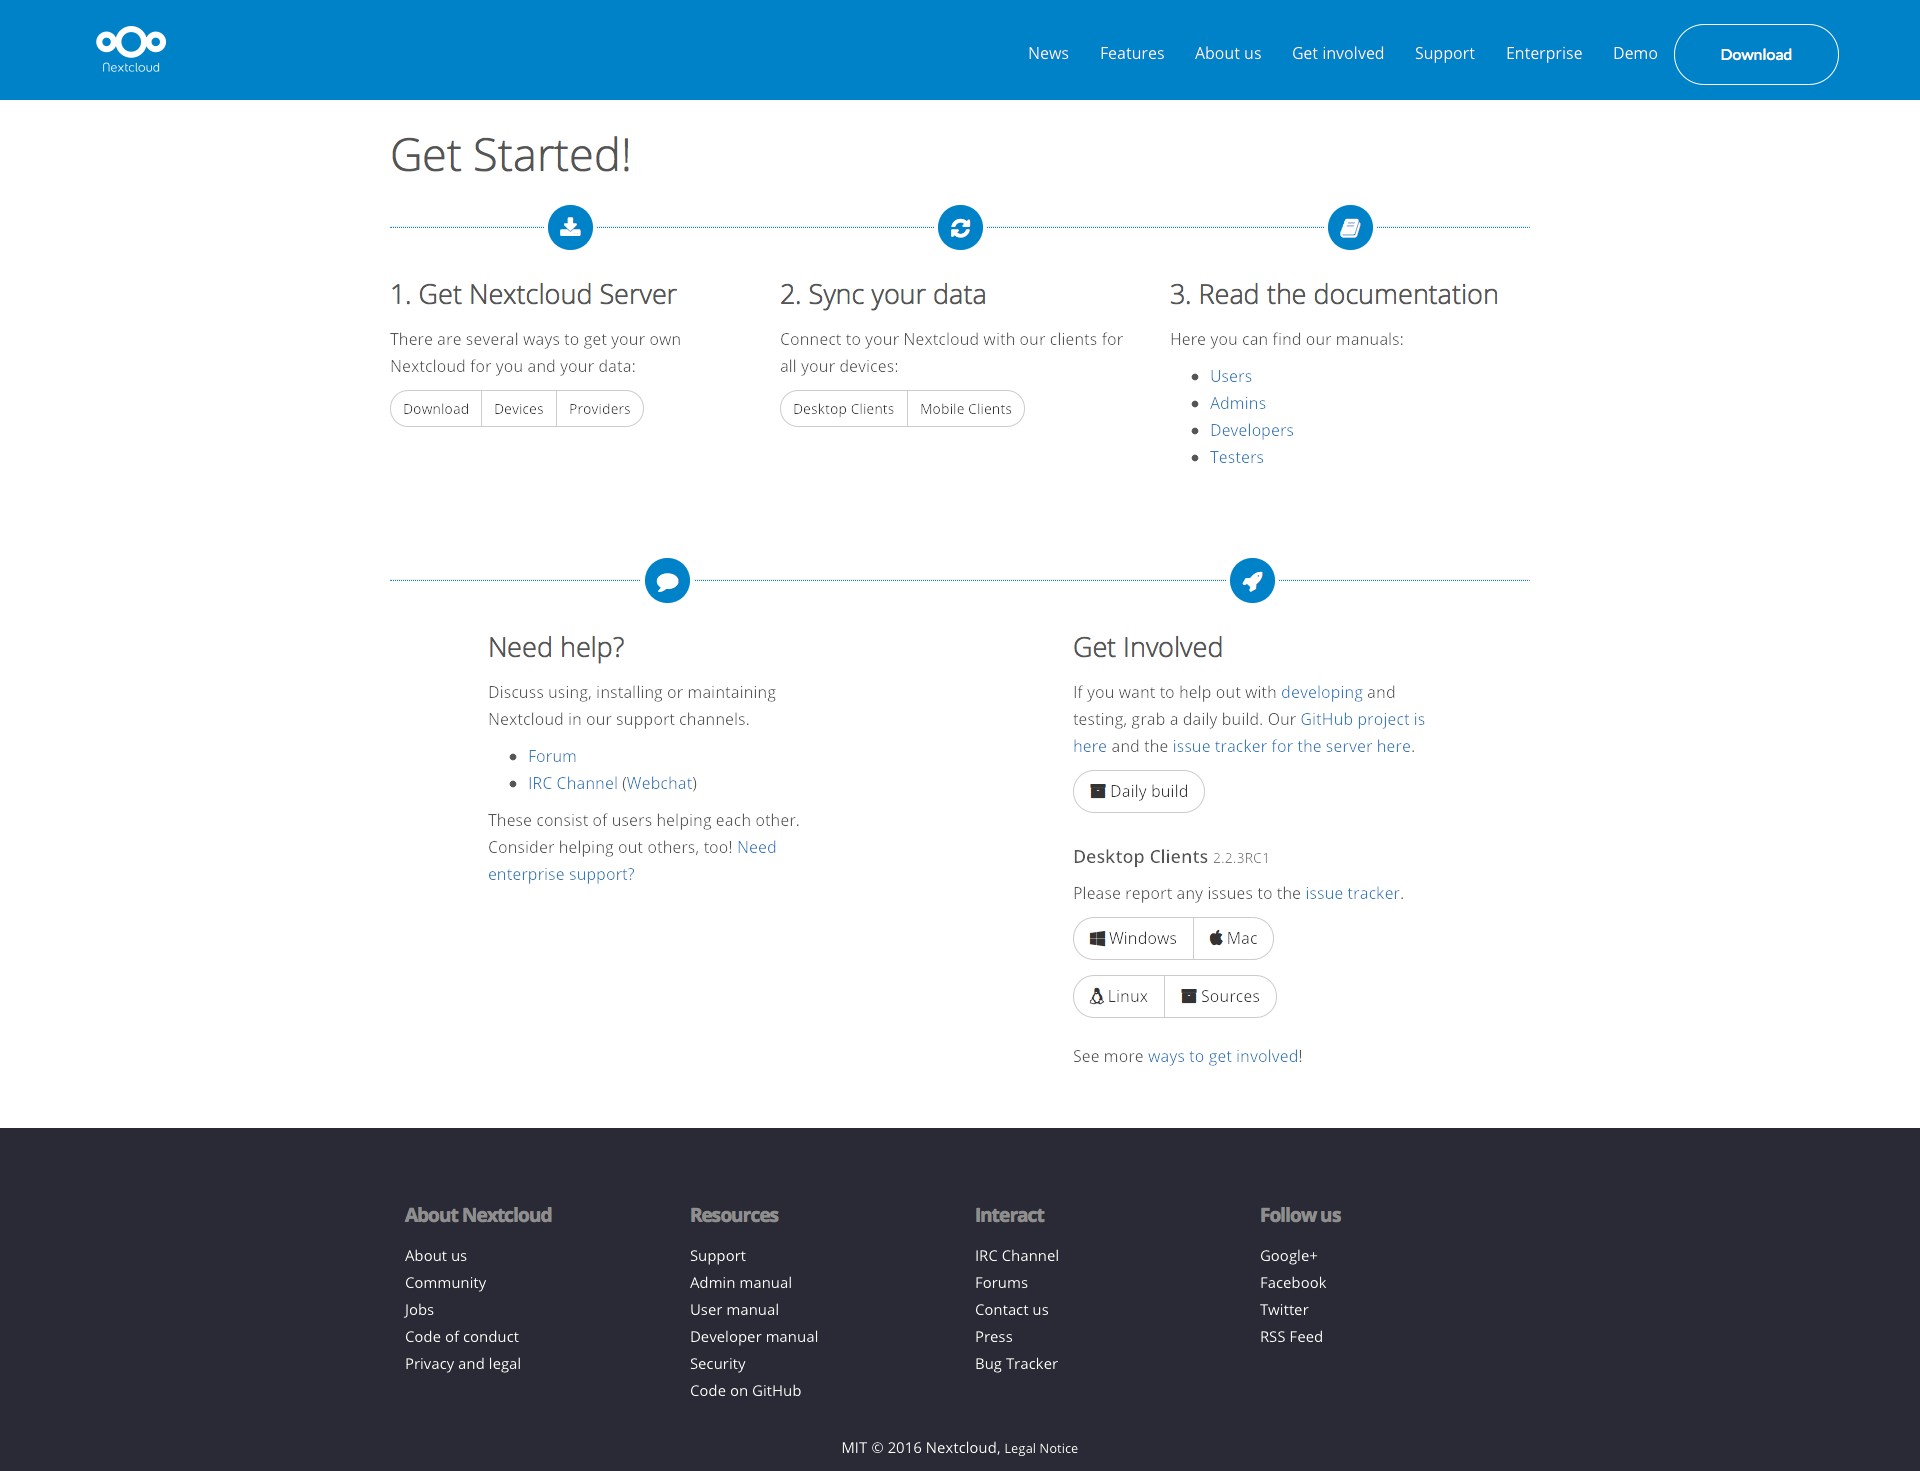 Nextcloud
News Features About us Get involved Support Enterprise Demo Download
Get Started!
1. Get Nextcloud Server
There are several ways to get your own
Nextcloud for you and your data:
Download Devices Providers
2. Sync your data
Connect to your Nextcloud with our clients for
all your devices:
Desktop Clients Mobile Clients
3. Read the documentation
Here you can find our manuals:
Users
Admins
Developers
Testers
Need help?
Discuss using, installing or maintaining
Nextcloud in our support channels.
Forum
IRC Channel (Webchat)
These consist of users helping each other.
Consider helping out others, too! Need
enterprise support?
Get Involved
If you want to help out with developing and
testing, grab a daily build. Our GitHub project is
here and the issue tracker for the server here.
Daily build
Desktop Clients 2.2.3RC1
Please report any issues to the issue tracker.
Windows Mac
Linux Sources
See more ways to get involved!
About Nextcloud
About us
Community
Jobs
Code of conduct
Privacy and legal
Resources
Support
Admin manual
User manual
Developer manual
Security
Code on GitHub
Interact
IRC Channel
Forums
Contact us
Press
Bug Tracker
Follow us
Google+
Facebook
Twitter
RSS Feed
MIT © 2016 Nextcloud, Legal Notice